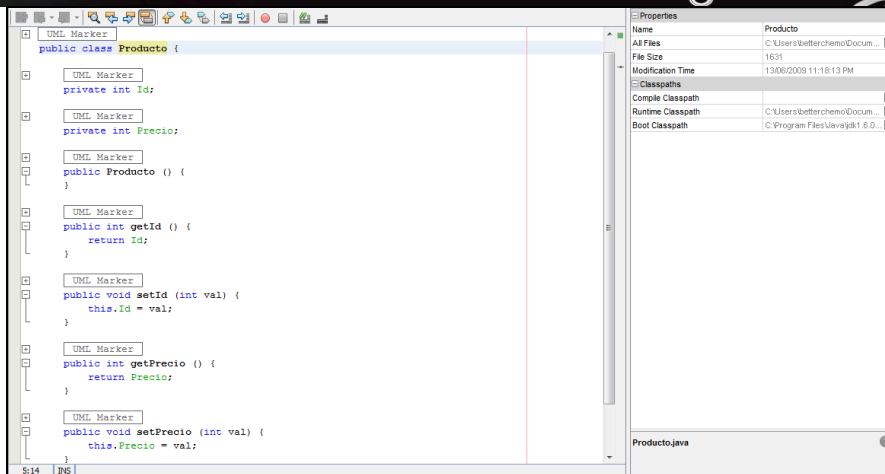 UML Marker
public class Producto {
UML Marker
private int Id;
UML Marker
private int Precio;
UML Marker
public Producto () {
}
UML Marker
public int getId () {
return Id;
}
UML Marker
public void setId (int val) {
this.Id = val;
}
UML Marker
public int getPrecio () {
return Precio;
}
UML Marker
public void setPrecio (int val) {
this.Precio = val;
}
5:14 INS
Properties
Name Producto
All Files C:\Users\betterchemo\Docum...
File Size 1631
Modification Time 13/06/2009 11:18:13 PM
Classpaths
Compile Classpath
Runtime Classpath C:\Users\betterchemo\Docum...
Boot Classpath C:\Program Files\Java\jdk1.6.0...
Producto.java